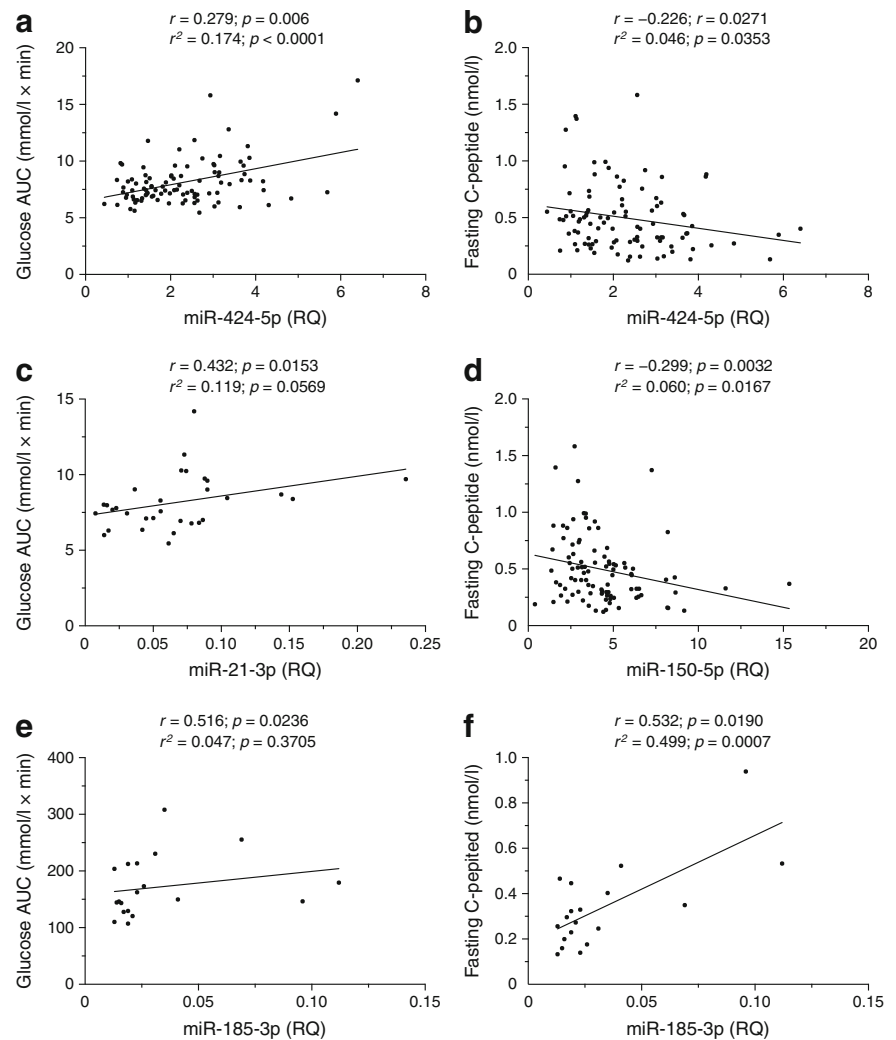 a
r = 0.279; p = 0.006
r² = 0.174; p < 0.0001
Glucose AUC (mmol/l × min)
20
15
10
5
0
0 2 4 6 8
miR-424-5p (RQ)
b
r = −0.226; r = 0.0271
r² = 0.046; p = 0.0353
Fasting C-peptide (nmol/l)
2.0
1.5
1.0
0.5
0
0 2 4 6 8
miR-424-5p (RQ)
c
r = 0.432; p = 0.0153
r² = 0.119; p = 0.0569
Glucose AUC (mmol/l × min)
15
10
5
0
0 0.05 0.10 0.15 0.20 0.25
miR-21-3p (RQ)
d
r = −0.299; p = 0.0032
r² = 0.060; p = 0.0167
Fasting C-peptide (nmol/l)
2.0
1.5
1.0
0.5
0
0 5 10 15 20
miR-150-5p (RQ)
e
r = 0.516; p = 0.0236
r² = 0.047; p = 0.3705
Glucose AUC (mmol/l × min)
400
300
200
100
0
0 0.05 0.10 0.15
miR-185-3p (RQ)
f
r = 0.532; p = 0.0190
r² = 0.499; p = 0.0007
Fasting C-pepited (nmol/l)
1.0
0.8
0.6
0.4
0.2
0
0 0.05 0.10 0.15
miR-185-3p (RQ)